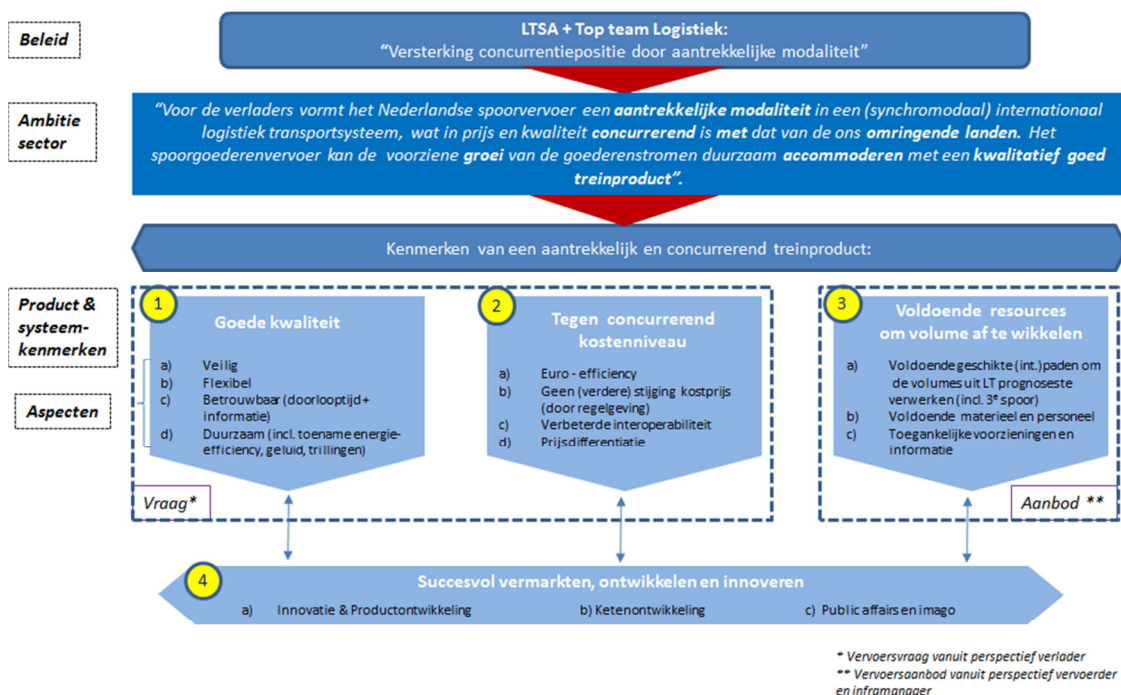 Beleid
LTSA + Top team Logistiek:
“Versterking concurrentiepositie door aantrekkelijke modaliteit”
Ambitie
sector
“Voor de verladers vormt het Nederlandse spoorvervoer een aantrekkelijke modaliteit in een (synchromodaal) internationaal
logistiek transportsysteem, wat in prijs en kwaliteit concurrerend is met dat van de ons omringende landen. Het
spoorgoederenvervoer kan de voorziene groei van de goederenstromen duurzaam accommoderen met een kwalitatief goed
treinproduct”.
Kenmerken van een aantrekkelijk en concurrerend treinproduct:
Product &
systeem-
kenmerken
Aspecten
1
Goede kwaliteit
a) Veilig
b) Flexibel
c) Betrouwbaar (doorlooptijd +
informatie)
d) Duurzaam (incl. toename energie-
efficiency, geluid, trillingen)
Vraag*
2
Tegen concurrerend
kostenniveau
a) Euro - efficiency
b) Geen (verdere) stijging kostprijs
(door regelgeving)
c) Verbeterde interoperabiliteit
d) Prijsdifferentiatie
3
Voldoende resources
om volume af te wikkelen
a) Voldoende geschikte (int.)paden om
de volumes uit LT prognoses te
verwerken (incl. 3e spoor)
b) Voldoende materieel en personeel
c) Toegankelijke voorzieningen en
informatie
Aanbod **
4
Succesvol vermarkten, ontwikkelen en innoveren
a) Innovatie & Productontwikkeling b) Ketenontwikkeling c) Public affairs en imago
* Vervoersvraag vanuit perspectief verlader
** Vervoersaanbod vanuit perspectief vervoerder
en inframanager